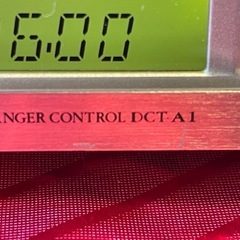 6:00
ANGER CONTROL DCT-A1